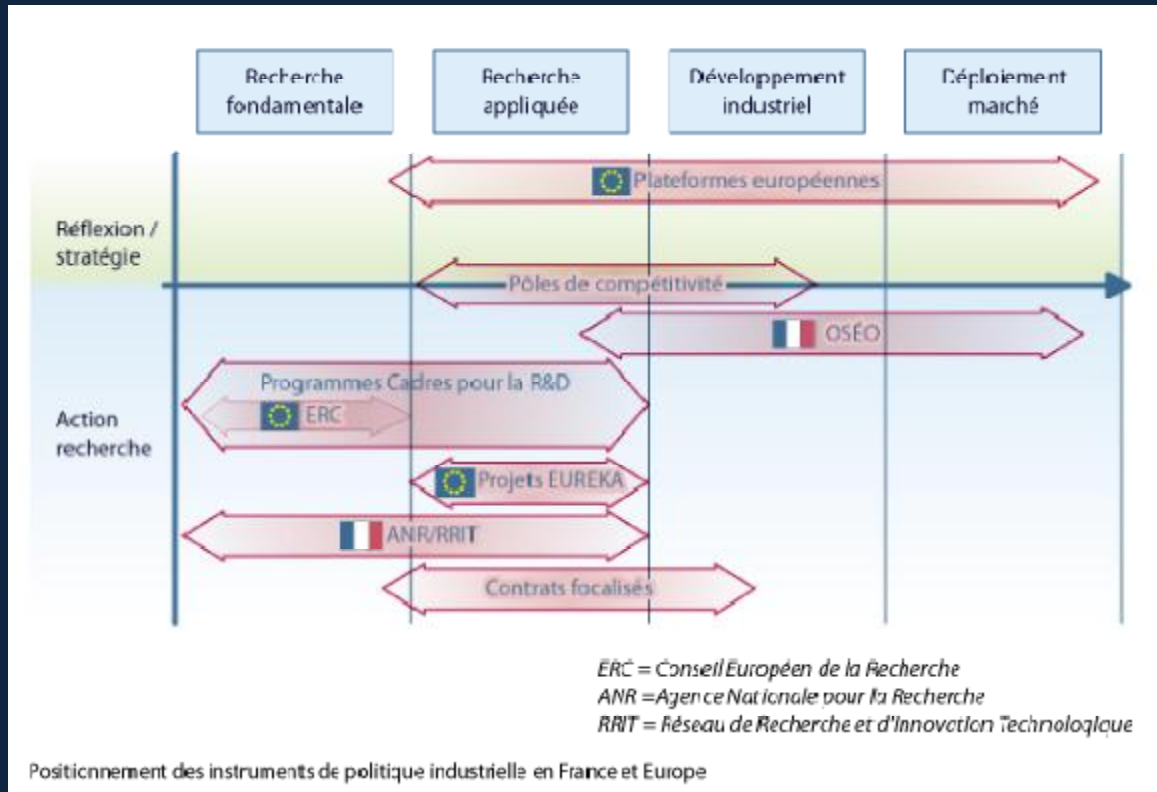 Recherche
fondamentale
Recherche
appliquée
Développement
industriel
Déploiement
marché
Plateformes européennes
Réflexion /
stratégie
Pôles de compétitivité
OSÉO
Programmes Cadres pour la R&D
ERC
Action
recherche
Projets EUREKA
ANR/RRIT
Contrats focalisés
ERC = Conseil Européen de la Recherche
ANR = Agence Nationale pour la Recherche
RRIT = Réseau de Recherche et d'Innovation Technologique
Positionnement des instruments de politique industrielle en France et Europe